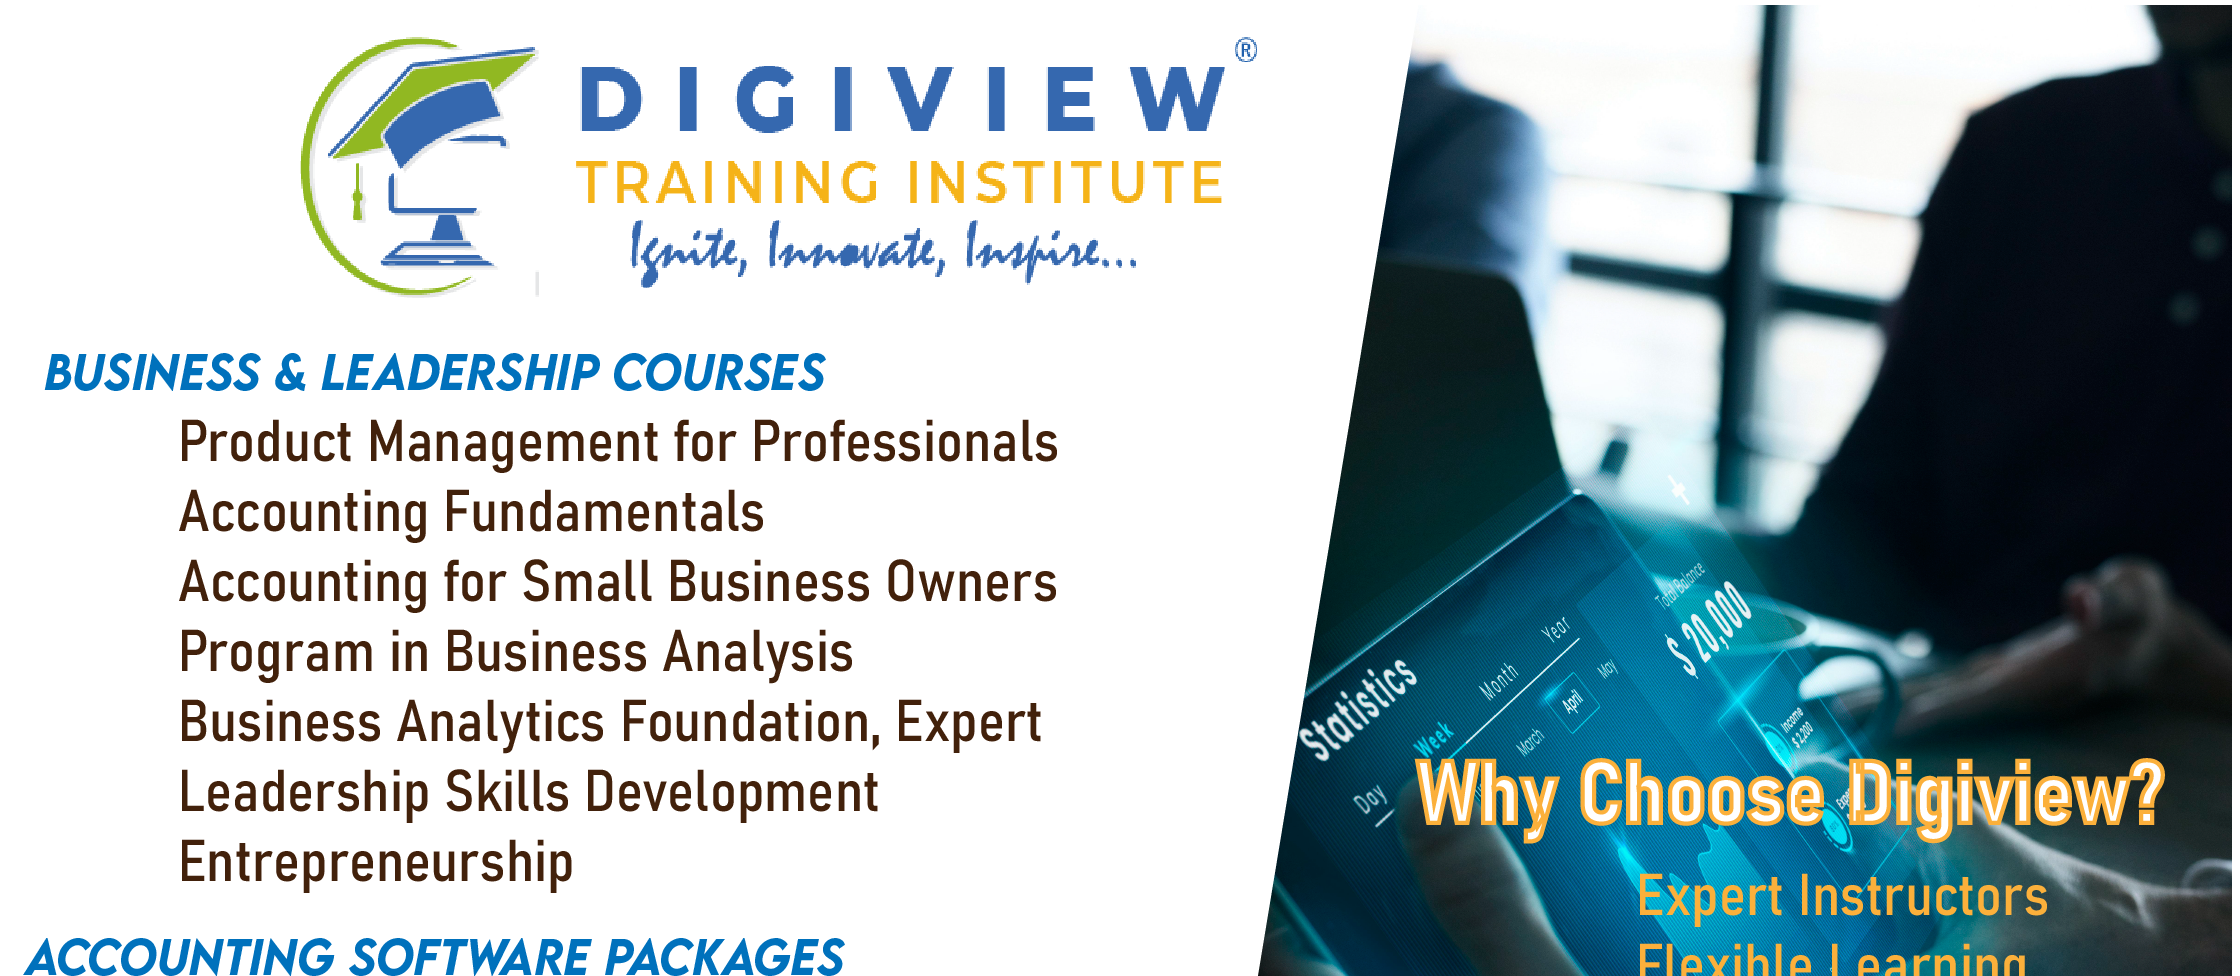 DIGIVIEW®
TRAINING INSTITUTE
Ignite, Innovate, Inspire...
BUSINESS & LEADERSHIP COURSES
Product Management for Professionals
Accounting Fundamentals
Accounting for Small Business Owners
Program in Business Analysis
Business Analytics Foundation, Expert
Leadership Skills Development
Entrepreneurship
ACCOUNTING SOFTWARE PACKAGES
Total Balance
$ 20,000
Statistics
Day
Week
Month
Year
March
April
May
Income
$ 2,200
Why Choose Digiview?
Expert Instructors
Flexible Learning